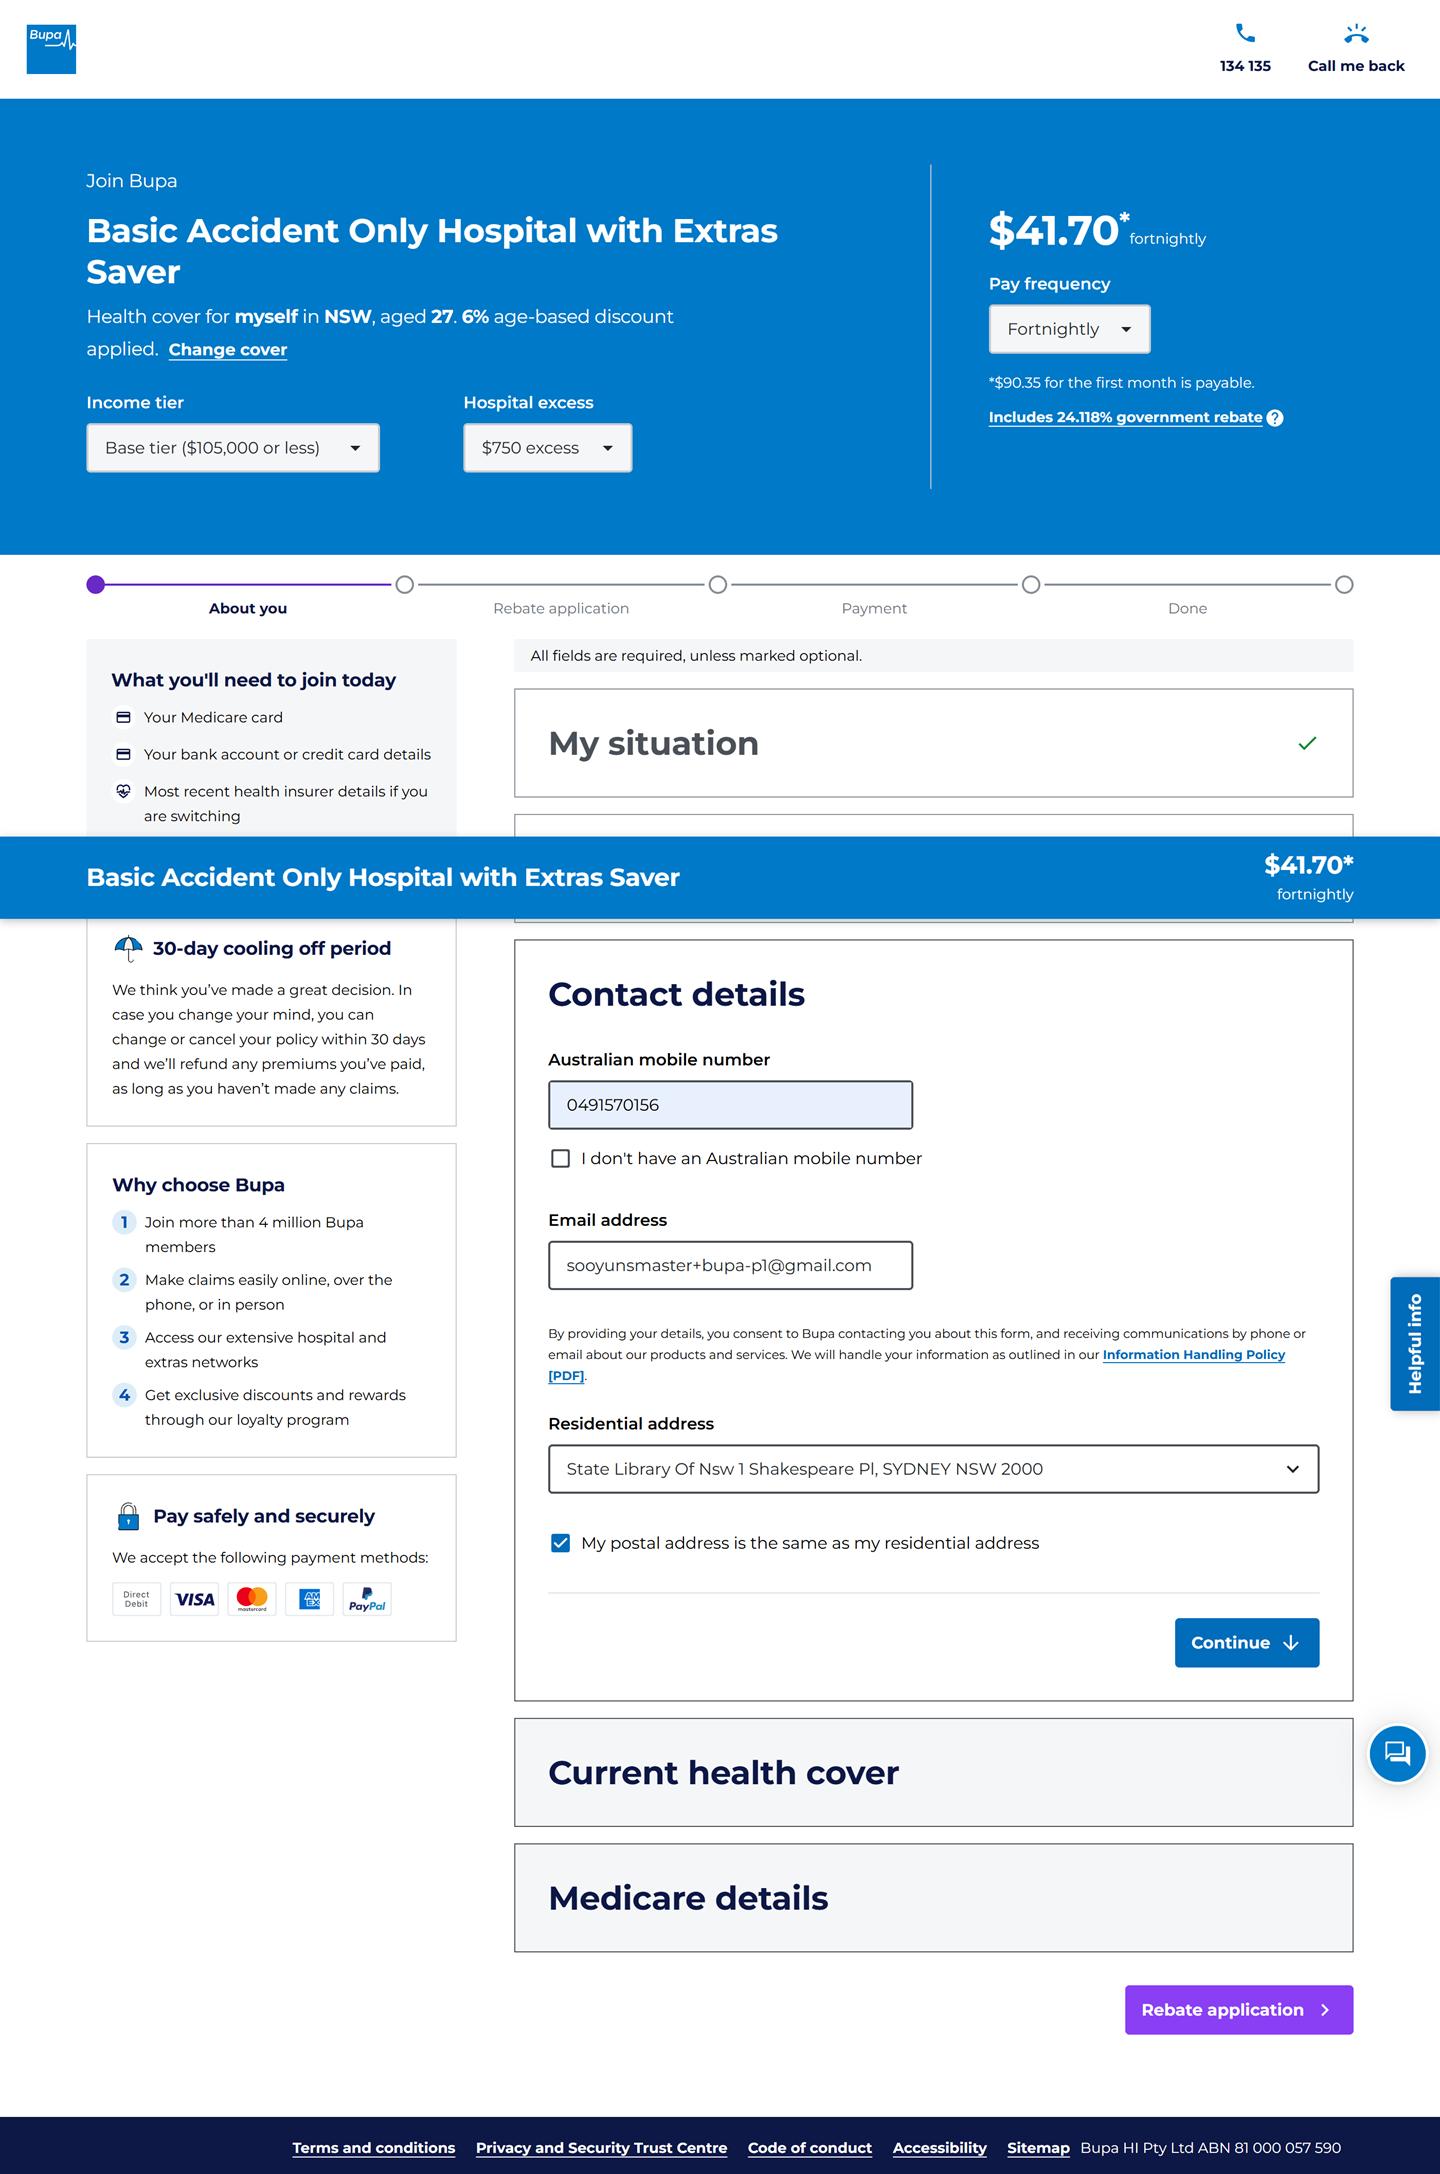 Bupa
134 135
Call me back
Join Bupa
Basic Accident Only Hospital with Extras
Saver
Health cover for myself in NSW, aged 27. 6% age-based discount
applied. Change cover
Income tier
Base tier ($105,000 or less)
Hospital excess
$750 excess
$41.70* fortnightly
Pay frequency
Fortnightly
*$90.35 for the first month is payable.
Includes 24.118% government rebate ?
About you
Rebate application
Payment
Done
What you'll need to join today
Your Medicare card
Your bank account or credit card details
Most recent health insurer details if you
are switching
All fields are required, unless marked optional.
My situation
Basic Accident Only Hospital with Extras Saver
$41.70*
fortnightly
30-day cooling off period
We think you’ve made a great decision. In
case you change your mind, you can
change or cancel your policy within 30 days
and we’ll refund any premiums you’ve paid,
as long as you haven’t made any claims.
Why choose Bupa
1 Join more than 4 million Bupa
members
2 Make claims easily online, over the
phone, or in person
3 Access our extensive hospital and
extras networks
4 Get exclusive discounts and rewards
through our loyalty program
Pay safely and securely
We accept the following payment methods:
Direct
Debit
VISA
mastercard
AM
EX
PayPal
Contact details
Australian mobile number
0491570156
I don't have an Australian mobile number
Email address
sooyunsmaster+bupa-p1@gmail.com
By providing your details, you consent to Bupa contacting you about this form, and receiving communications by phone or
email about our products and services. We will handle your information as outlined in our Information Handling Policy
[PDF].
Residential address
State Library Of Nsw 1 Shakespeare Pl, SYDNEY NSW 2000
My postal address is the same as my residential address
Continue
Helpful info
Current health cover
Medicare details
Rebate application
Terms and conditions Privacy and Security Trust Centre Code of conduct Accessibility Sitemap Bupa HI Pty Ltd ABN 81 000 057 590